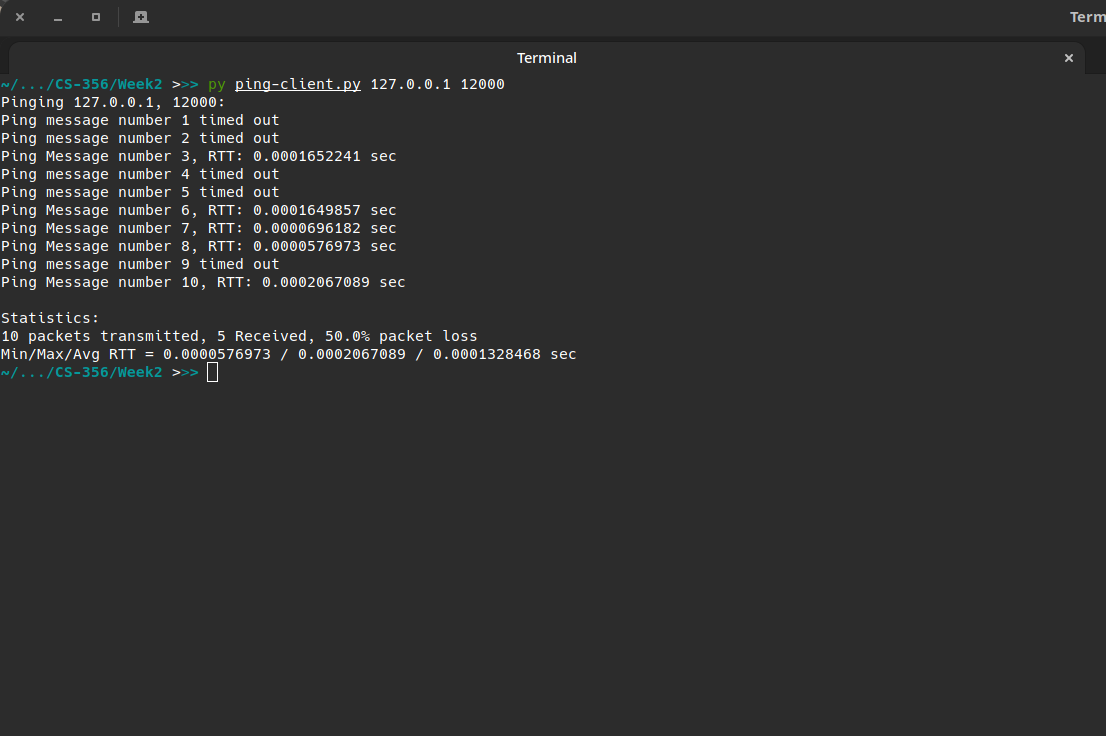 Term
Terminal
~/.../CS-356/Week2 >>> py ping-client.py 127.0.0.1 12000
Pinging 127.0.0.1, 12000:
Ping message number 1 timed out
Ping message number 2 timed out
Ping Message number 3, RTT: 0.0001652241 sec
Ping message number 4 timed out
Ping message number 5 timed out
Ping Message number 6, RTT: 0.0001649857 sec
Ping Message number 7, RTT: 0.0000696182 sec
Ping Message number 8, RTT: 0.0000576973 sec
Ping message number 9 timed out
Ping Message number 10, RTT: 0.0002067089 sec
Statistics:
10 packets transmitted, 5 Received, 50.0% packet loss
Min/Max/Avg RTT = 0.0000576973 / 0.0002067089 / 0.0001328468 sec
~/.../CS-356/Week2 >>>